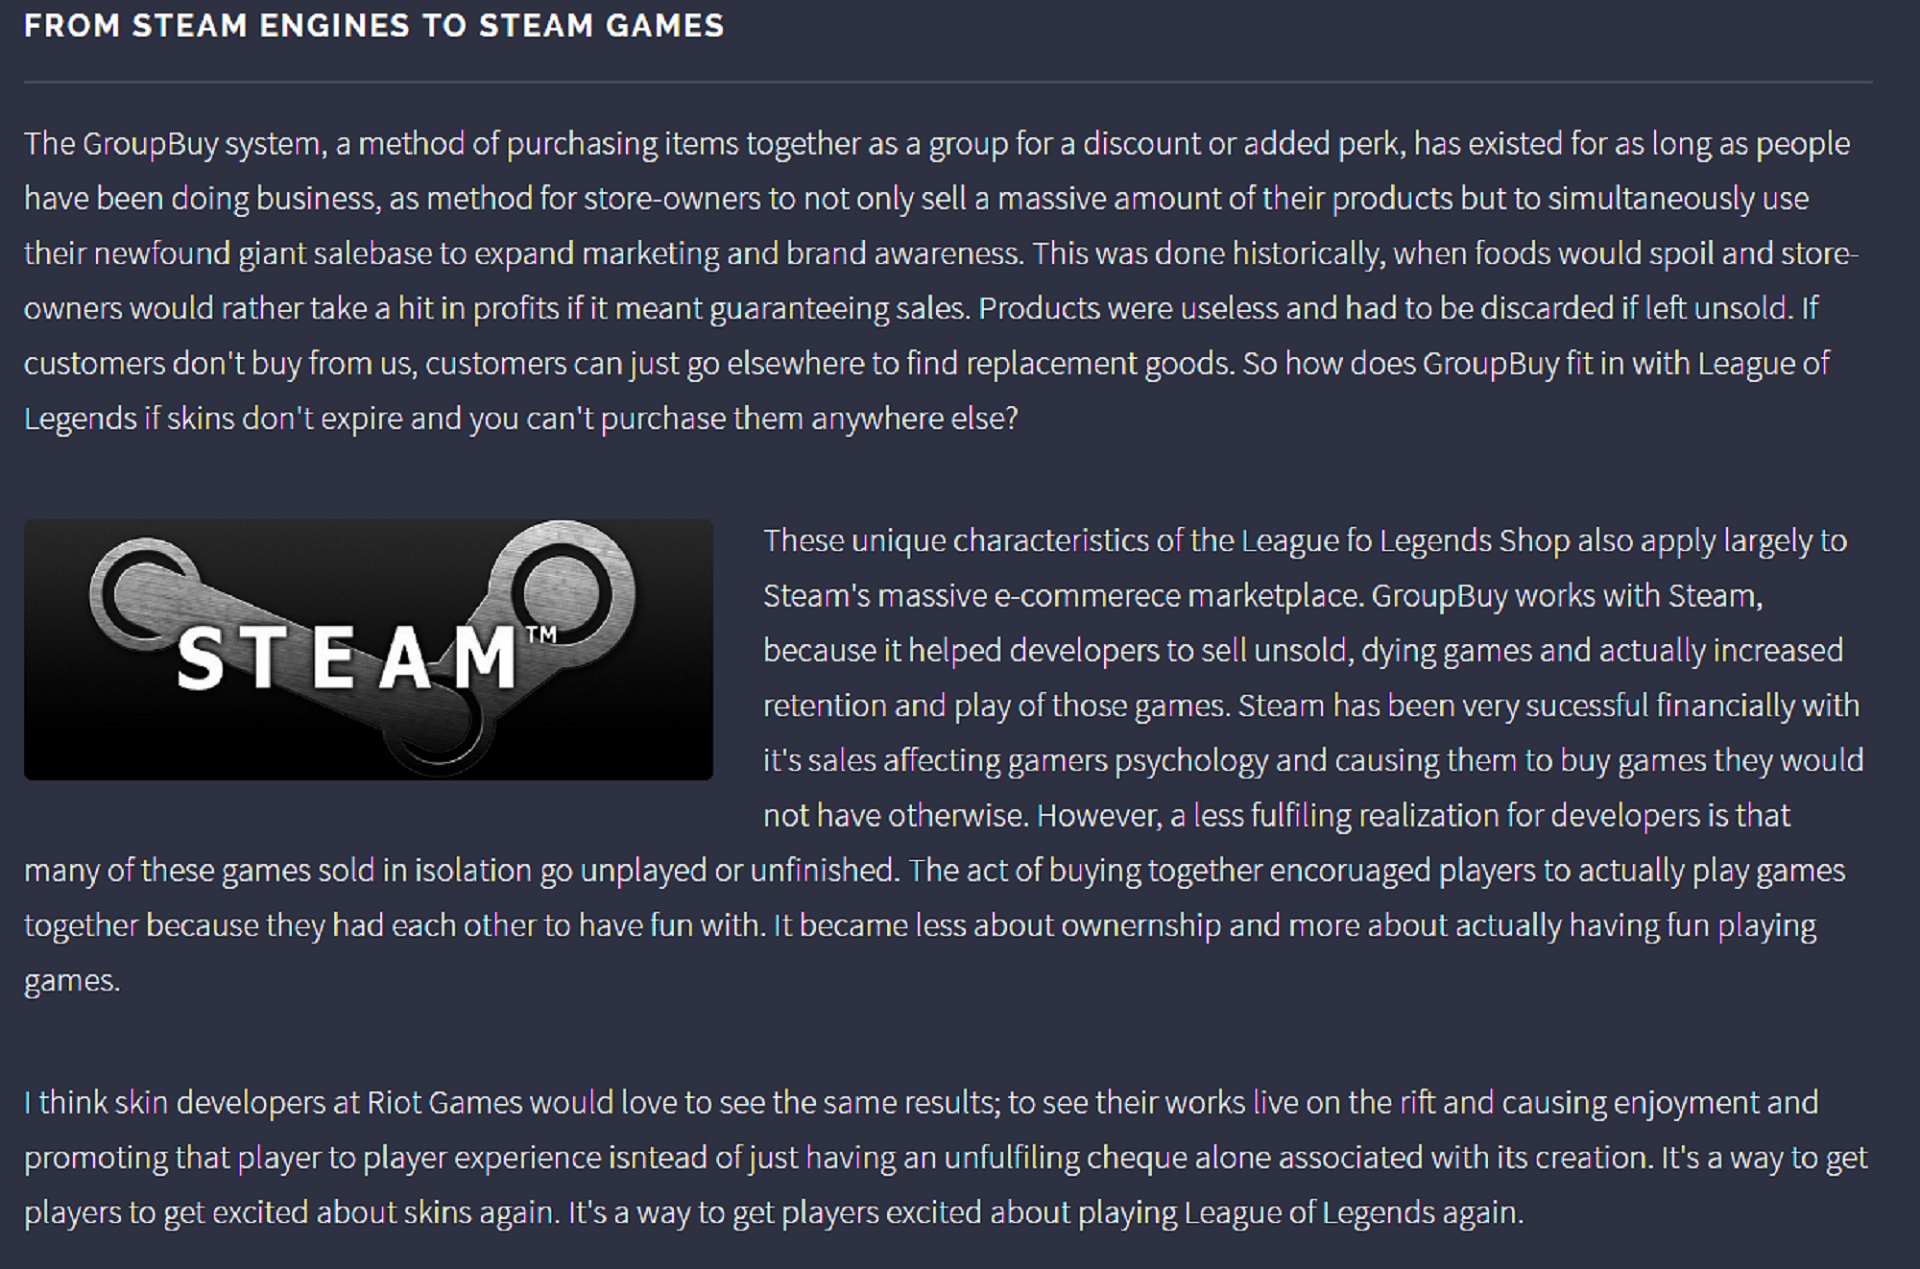 FROM STEAM ENGINES TO STEAM GAMES
The GroupBuy system, a method of purchasing items together as a group for a discount or added perk, has existed for as long as people
have been doing business, as method for store-owners to not only sell a massive amount of their products but to simultaneously use
their newfound giant salebase to expand marketing and brand awareness. This was done historically, when foods would spoil and store-
owners would rather take a hit in profits if it meant guaranteeing sales. Products were useless and had to be discarded if left unsold. If
customers don't buy from us, customers can just go elsewhere to find replacement goods. So how does GroupBuy fit in with League of
Legends if skins don't expire and you can't purchase them anywhere else?
STEAM™
These unique characteristics of the League fo Legends Shop also apply largely to
Steam's massive e-commerece marketplace. GroupBuy works with Steam,
because it helped developers to sell unsold, dying games and actually increased
retention and play of those games. Steam has been very sucessful financially with
it's sales affecting gamers psychology and causing them to buy games they would
not have otherwise. However, a less fulfiling realization for developers is that
many of these games sold in isolation go unplayed or unfinished. The act of buying together encoruaged players to actually play games
together because they had each other to have fun with. It became less about ownernship and more about actually having fun playing
games.
I think skin developers at Riot Games would love to see the same results; to see their works live on the rift and causing enjoyment and
promoting that player to player experience isntead of just having an unfulfiling cheque alone associated with its creation. It's a way to get
players to get excited about skins again. It's a way to get players excited about playing League of Legends again.